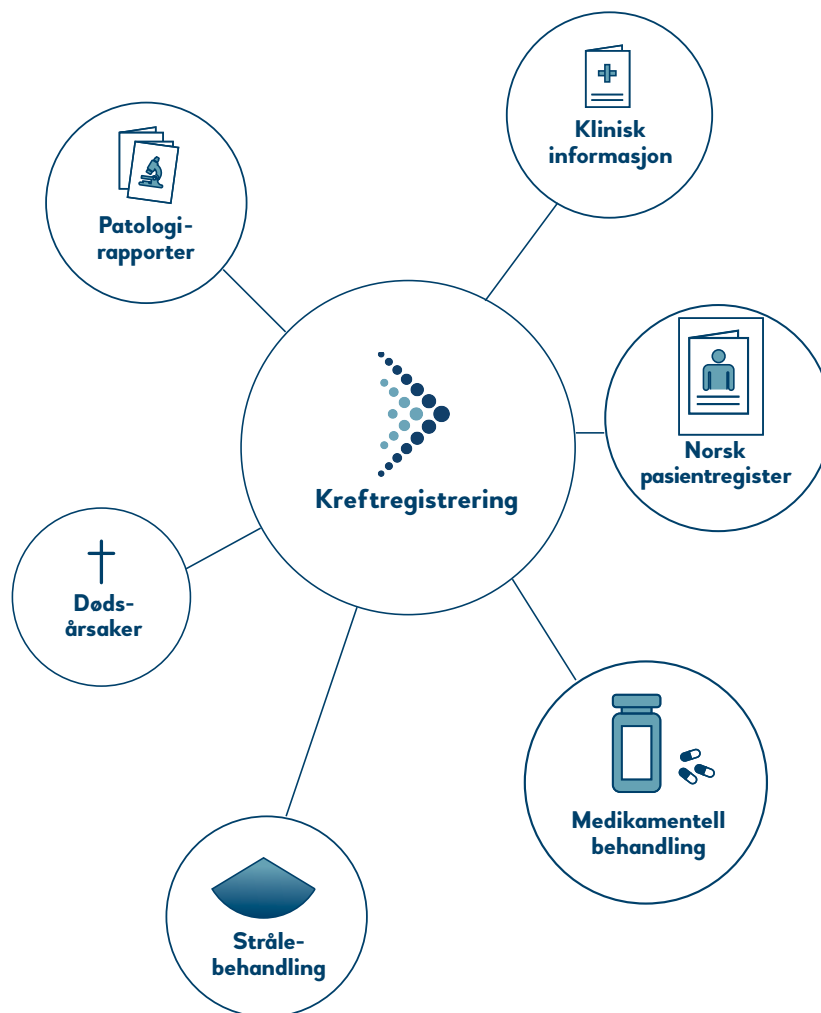 Klinisk
informasjon
Patologi-
rapporter
Norsk
pasientregister
Kreftregistrering
Døds-
årsaker
Medikamentell
behandling
Stråle-
behandling